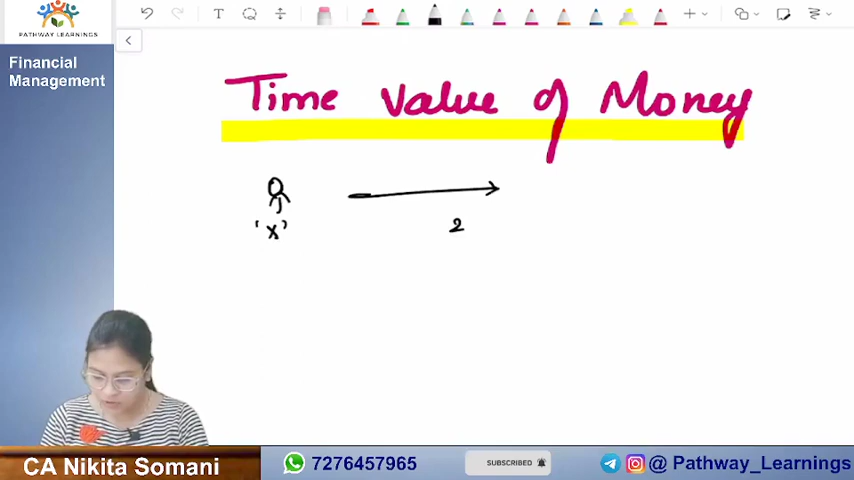 PATHWAY LEARNINGS
Financial
Management
T
Time Value of Money
'X'
2
CA Nikita Somani
7276457965
SUBSCRIBED
@ Pathway_Learnings